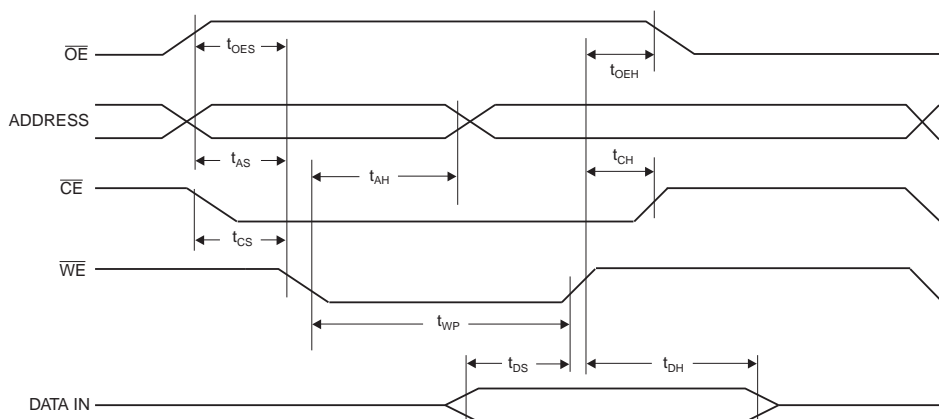 OE
tOES
tOEH
ADDRESS
tAS
tAH
tCH
CE
tCS
WE
tWP
tDS
tDH
DATA IN